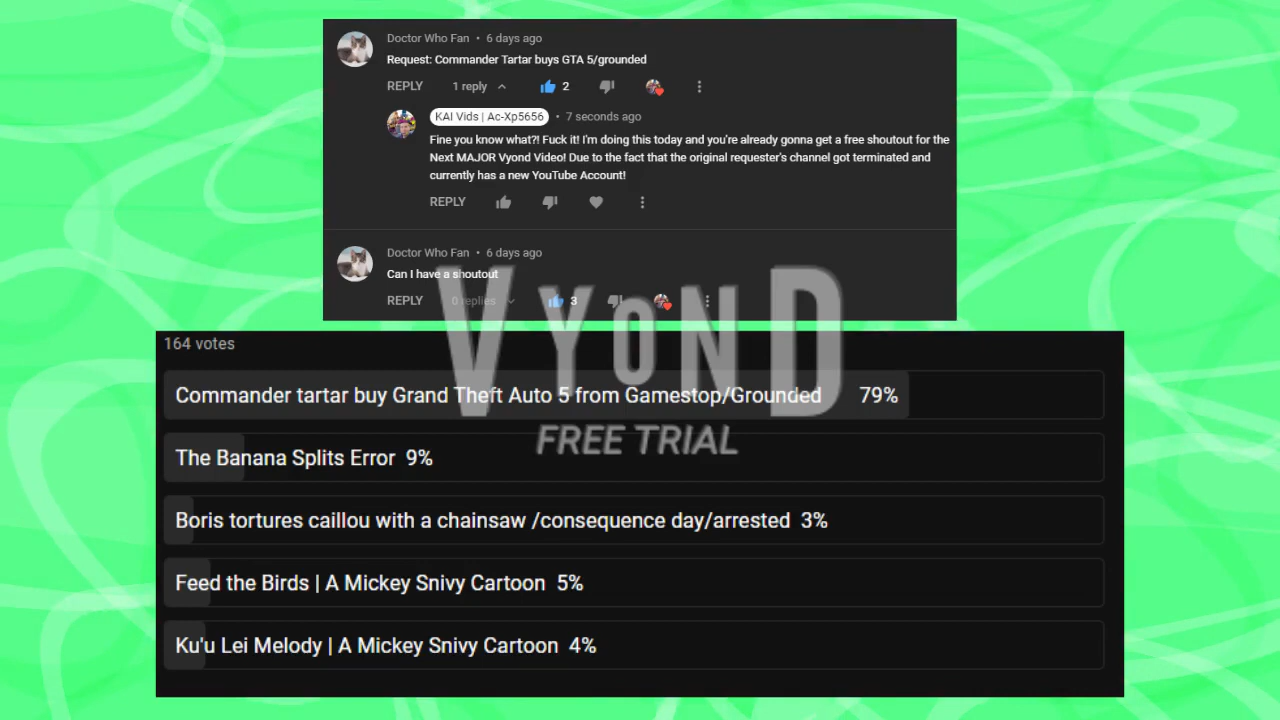 Doctor Who Fan • 6 days ago
Request: Commander Tartar buys GTA 5/grounded
REPLY 1 reply 2
KAI Vids | Ac-Xp5656 • 7 seconds ago
Fine you know what?! Fuck it! I'm doing this today and you're already gonna get a free shoutout for the
Next MAJOR Vyond Video! Due to the fact that the original requester's channel got terminated and
currently has a new YouTube Account!
REPLY
Doctor Who Fan • 6 days ago
Can I have a shoutout
REPLY 0 replies 3
VYOND
FREE TRIAL
164 votes
Commander tartar buy Grand Theft Auto 5 from Gamestop/Grounded 79%
The Banana Splits Error 9%
Boris tortures caillou with a chainsaw /consequence day/arrested 3%
Feed the Birds | A Mickey Snivy Cartoon 5%
Ku'u Lei Melody | A Mickey Snivy Cartoon 4%